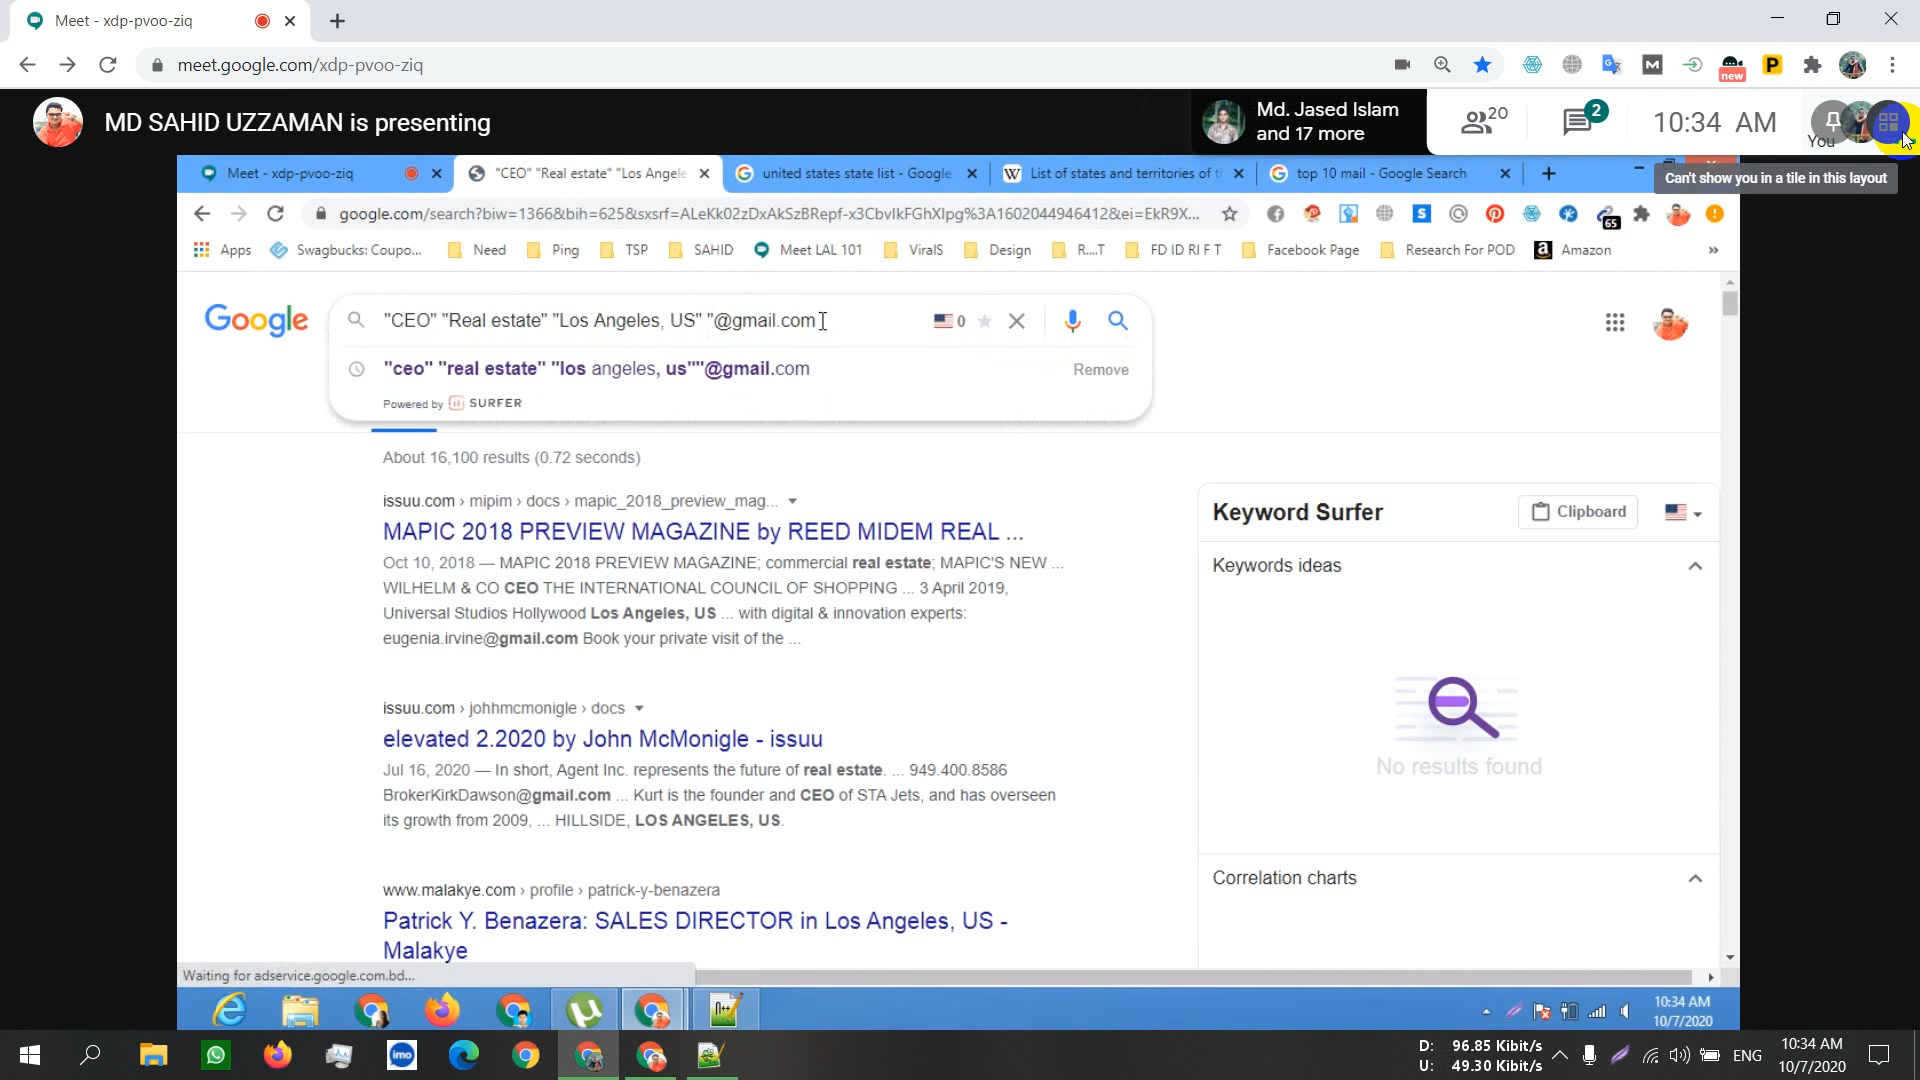 Meet - xdp-pvoo-ziq
meet.google.com/xdp-pvoo-ziq
new
MD SAHID UZZAMAN is presenting
Md. Jased Islam
and 17 more
20
2
10:34 AM
You
Can't show you in a tile in this layout
Meet - xdp-pvoo-ziq
"CEO" "Real estate" "Los Angele
united states state list - Google
List of states and territories of t
top 10 mail - Google Search
google.com/search?biw=1366&bih=625&sxsrf=ALeKk02zDxAkSzBRepf-x3CbvlkFGhXlpg%3A1602044946412&ei=EkR9X...
65
Apps
Swagbucks: Coupo...
Need
Ping
TSP
SAHID
Meet LAL 101
ViralS
Design
R....T
FD ID RI F T
Facebook Page
Research For POD
Amazon
»
Google
"CEO" "Real estate" "Los Angeles, US" "@gmail.com
0
"ceo" "real estate" "los angeles, us""@gmail.com
Remove
Powered by SURFER
About 16,100 results (0.72 seconds)
issuu.com › mipim › docs › mapic_2018_preview_mag...
MAPIC 2018 PREVIEW MAGAZINE by REED MIDEM REAL ...
Oct 10, 2018 — MAPIC 2018 PREVIEW MAGAZINE; commercial real estate; MAPIC'S NEW ...
WILHELM & CO CEO THE INTERNATIONAL COUNCIL OF SHOPPING ... 3 April 2019,
Universal Studios Hollywood Los Angeles, US ... with digital & innovation experts:
eugenia.irvine@gmail.com Book your private visit of the ...
issuu.com › johhmcmonigle › docs
elevated 2.2020 by John McMonigle - issuu
Jul 16, 2020 — In short, Agent Inc. represents the future of real estate. ... 949.400.8586
BrokerKirkDawson@gmail.com ... Kurt is the founder and CEO of STA Jets, and has overseen
its growth from 2009, ... HILLSIDE, LOS ANGELES, US.
www.malakye.com › profile › patrick-y-benazera
Patrick Y. Benazera: SALES DIRECTOR in Los Angeles, US -
Malakye
Keyword Surfer
Clipboard
Keywords ideas
No results found
Correlation charts
Waiting for adservice.google.com.bd...
10:34 AM
10/7/2020
imo
D: 96.85 Kibit/s
U: 49.30 Kibit/s
ENG
10:34 AM
10/7/2020